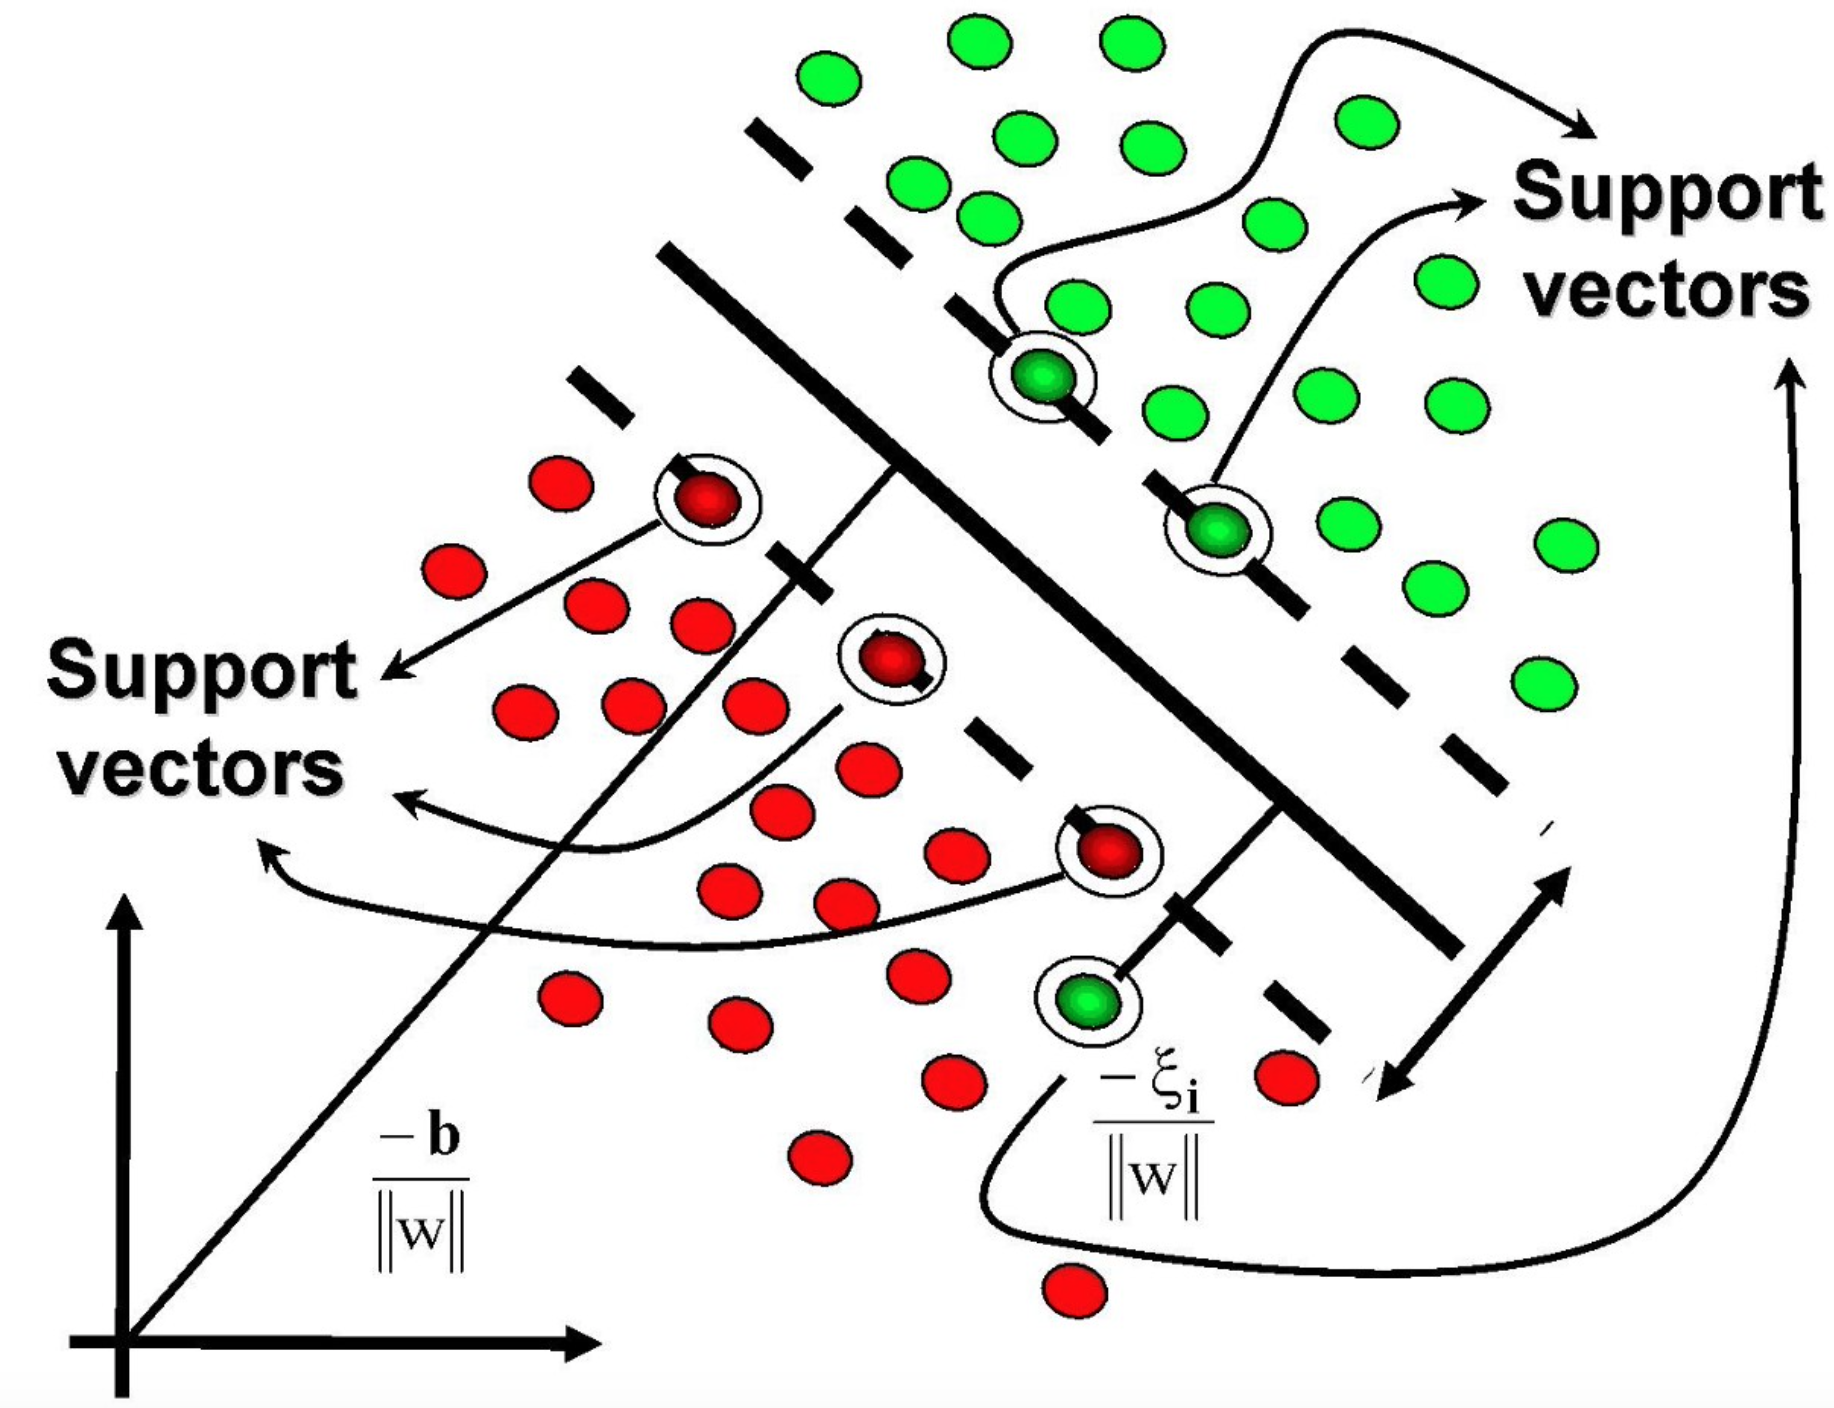 Support
vectors
Support
vectors
− b
‖w‖
− ξi
‖w‖